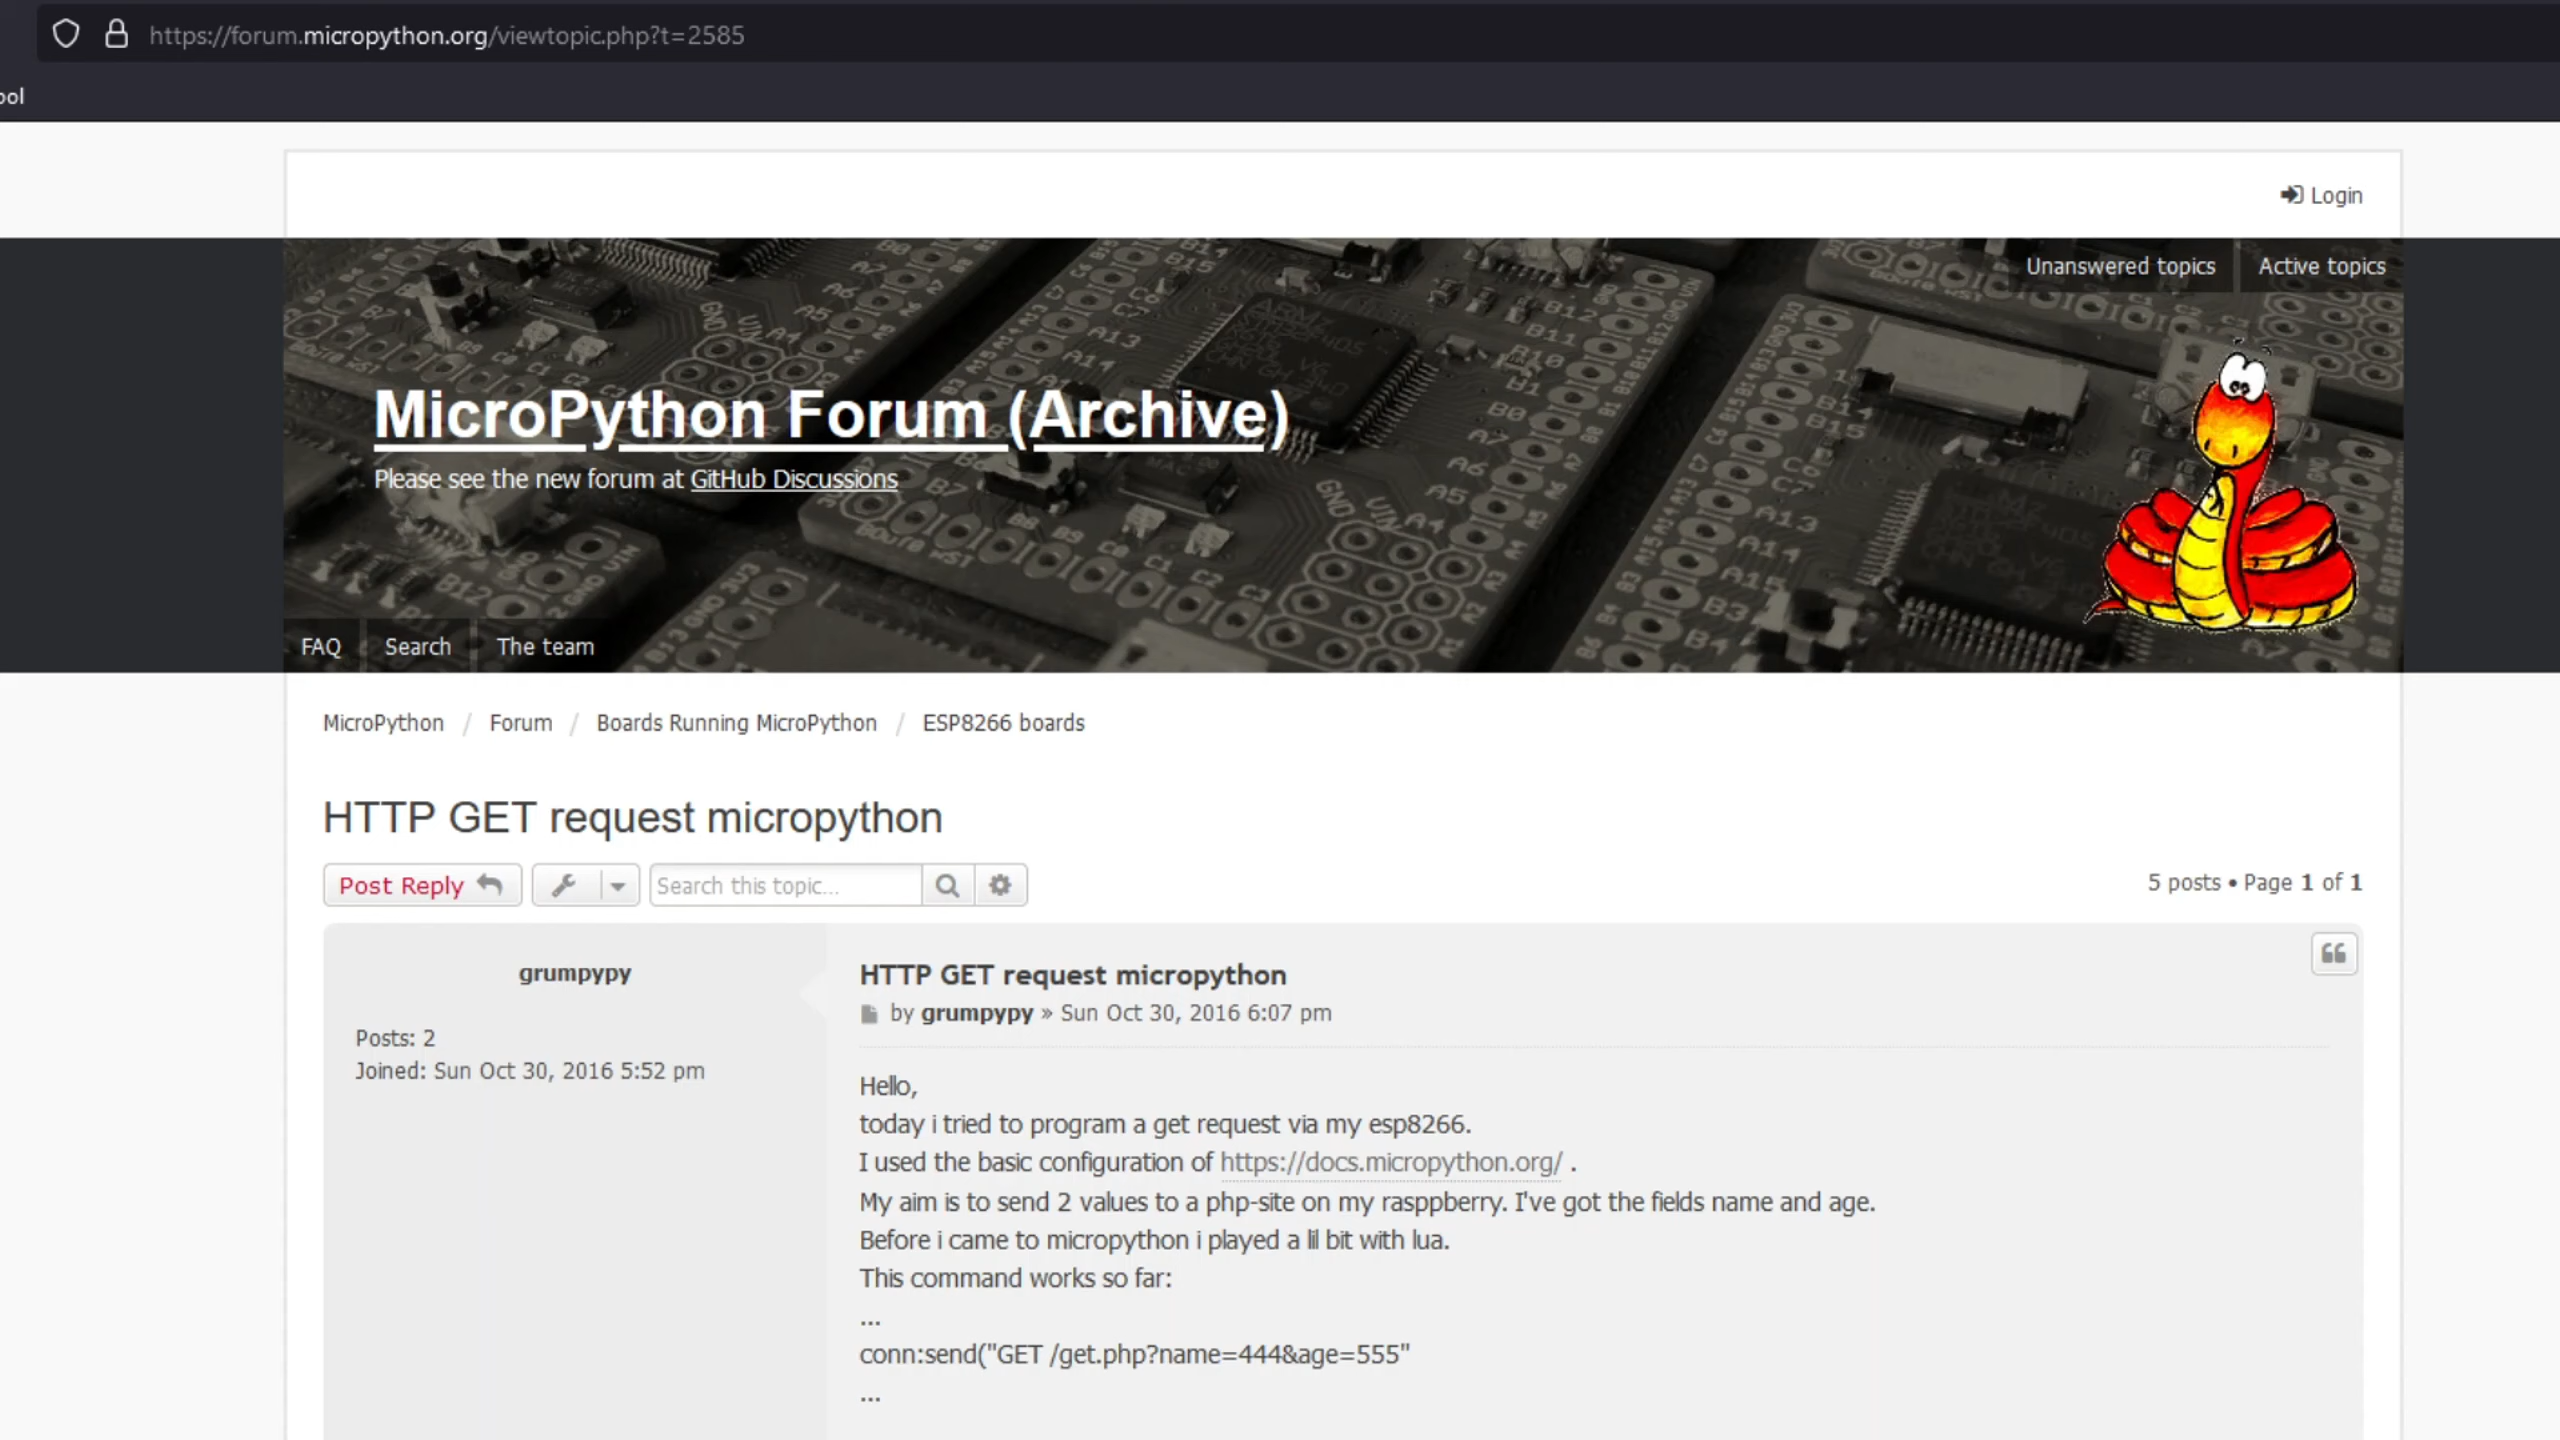 https://forum.micropython.org/viewtopic.php?t=2585
ool
Login
Unanswered topics
Active topics
MicroPython Forum (Archive)
Please see the new forum at GitHub Discussions
FAQ
Search
The team
MicroPython / Forum / Boards Running MicroPython / ESP8266 boards
HTTP GET request micropython
Post Reply
Search this topic...
5 posts • Page 1 of 1
grumpypy
Posts: 2
Joined: Sun Oct 30, 2016 5:52 pm
HTTP GET request micropython
by grumpypy » Sun Oct 30, 2016 6:07 pm
Hello,
today i tried to program a get request via my esp8266.
I used the basic configuration of https://docs.micropython.org/ .
My aim is to send 2 values to a php-site on my rasppberry. I've got the fields name and age.
Before i came to micropython i played a lil bit with lua.
This command works so far:
...
conn:send("GET /get.php?name=444&age=555"
...